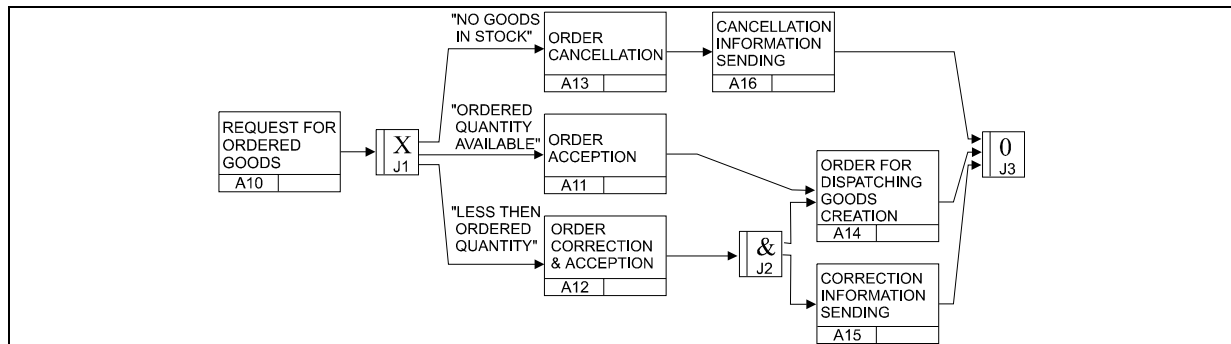 "NO GOODS
IN STOCK"
ORDER
CANCELLATION
A13
CANCELLATION
INFORMATION
SENDING
A16
REQUEST FOR
ORDERED
GOODS
A10
X
J1
"ORDERED
QUANTITY
AVAILABLE"
ORDER
ACCEPTION
A11
ORDER FOR
DISPATCHING
GOODS
CREATION
A14
0
J3
"LESS THEN
ORDERED
QUANTITY"
ORDER
CORRECTION
& ACCEPTION
A12
&
J2
CORRECTION
INFORMATION
SENDING
A15